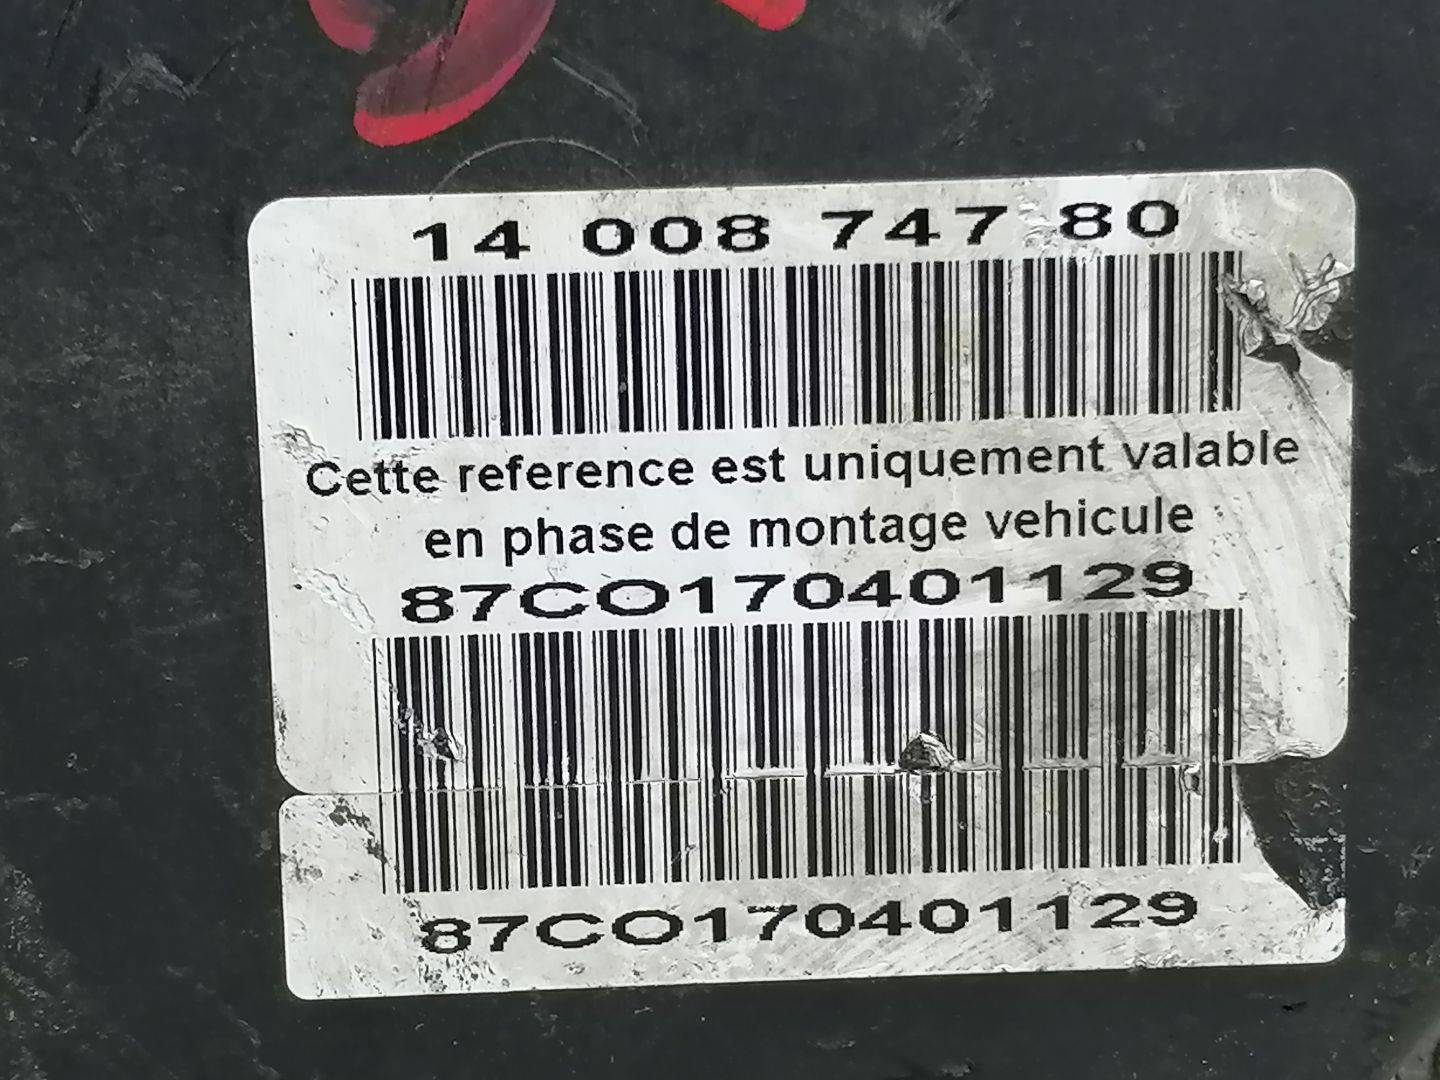 14 008 747 80
Cette reference est uniquement valable
en phase de montage vehicule
87CO170401129
87CO170401129